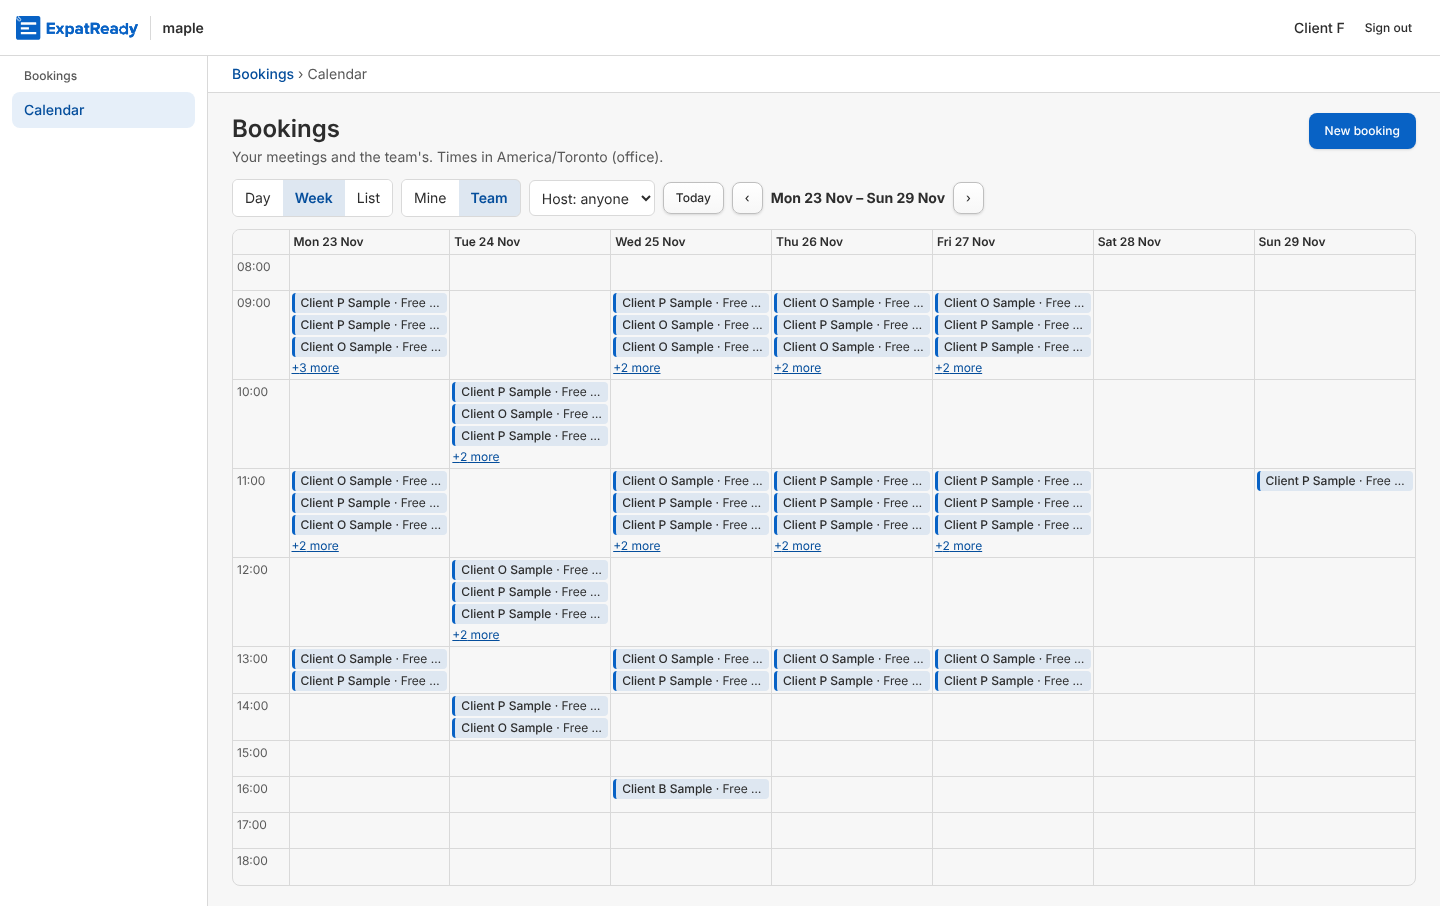 ExpatReady maple Client F Sign out
Bookings
Calendar
Bookings › Calendar
Bookings
New booking
Your meetings and the team's. Times in America/Toronto (office).
Day Week List Mine Team Host: anyone Today ‹ Mon 23 Nov – Sun 29 Nov ›
Mon 23 Nov Tue 24 Nov Wed 25 Nov Thu 26 Nov Fri 27 Nov Sat 28 Nov Sun 29 Nov
08:00
09:00 Client P Sample · Free ... Client P Sample · Free ... Client O Sample · Free ... Client O Sample · Free ...
Client P Sample · Free ... Client O Sample · Free ... Client P Sample · Free ... Client P Sample · Free ...
Client O Sample · Free ... Client O Sample · Free ... Client O Sample · Free ... Client P Sample · Free ...
+3 more +2 more +2 more +2 more
10:00 Client P Sample · Free ...
Client O Sample · Free ...
Client P Sample · Free ...
+2 more
11:00 Client O Sample · Free ... Client O Sample · Free ... Client P Sample · Free ... Client P Sample · Free ... Client P Sample · Free ...
Client P Sample · Free ... Client P Sample · Free ... Client P Sample · Free ... Client P Sample · Free ...
Client O Sample · Free ... Client P Sample · Free ... Client P Sample · Free ... Client P Sample · Free ...
+2 more +2 more +2 more +2 more
12:00 Client O Sample · Free ...
Client P Sample · Free ...
Client P Sample · Free ...
+2 more
13:00 Client O Sample · Free ... Client O Sample · Free ... Client O Sample · Free ... Client O Sample · Free ...
Client P Sample · Free ... Client P Sample · Free ... Client P Sample · Free ... Client P Sample · Free ...
14:00 Client P Sample · Free ...
Client O Sample · Free ...
15:00
16:00 Client B Sample · Free ...
17:00
18:00